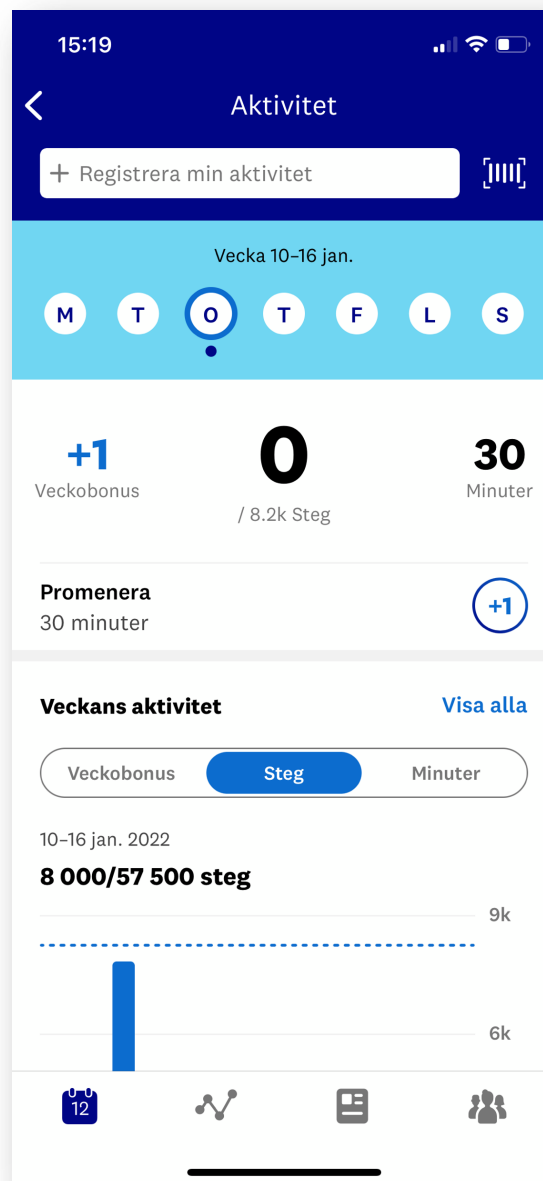 15:19
Aktivitet
+ Registrera min aktivitet
Vecka 10–16 jan.
M T O T F L S
+1 0 30
Veckobonus Minuter
/ 8.2k Steg
Promenera
+1
30 minuter
Veckans aktivitet Visa alla
Veckobonus Steg Minuter
10–16 jan. 2022
8 000/57 500 steg
9k
6k
12